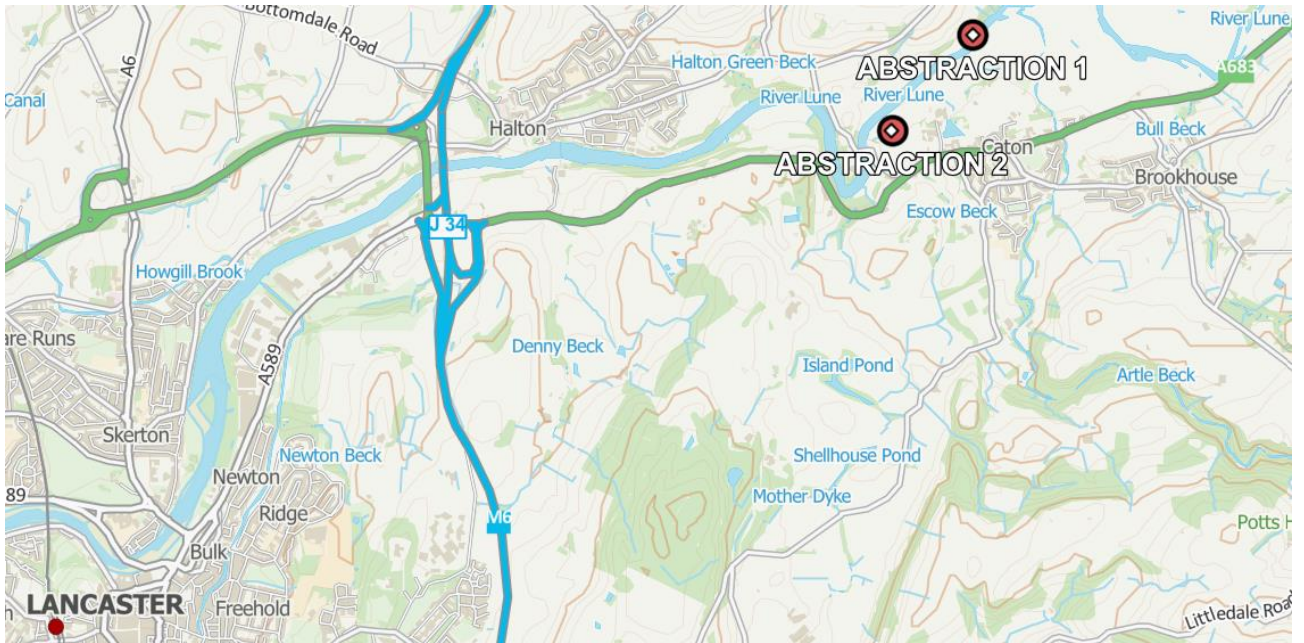 Bottomdale Road
River Lune
A6
ABSTRACTION 1
Halton Green Beck
A683
Canal
River Lune
River Lune
Halton
Bull Beck
Caton
ABSTRACTION 2
Brookhouse
Escow Beck
J 34
Howgill Brook
are Runs
Denny Beck
A589
Island Pond
Artle Beck
Skerton
Newton Beck
Shellhouse Pond
Newton
89
Mother Dyke
Ridge
M6
Potts H
Bulk
LANCASTER
Freehold
Littledale Road